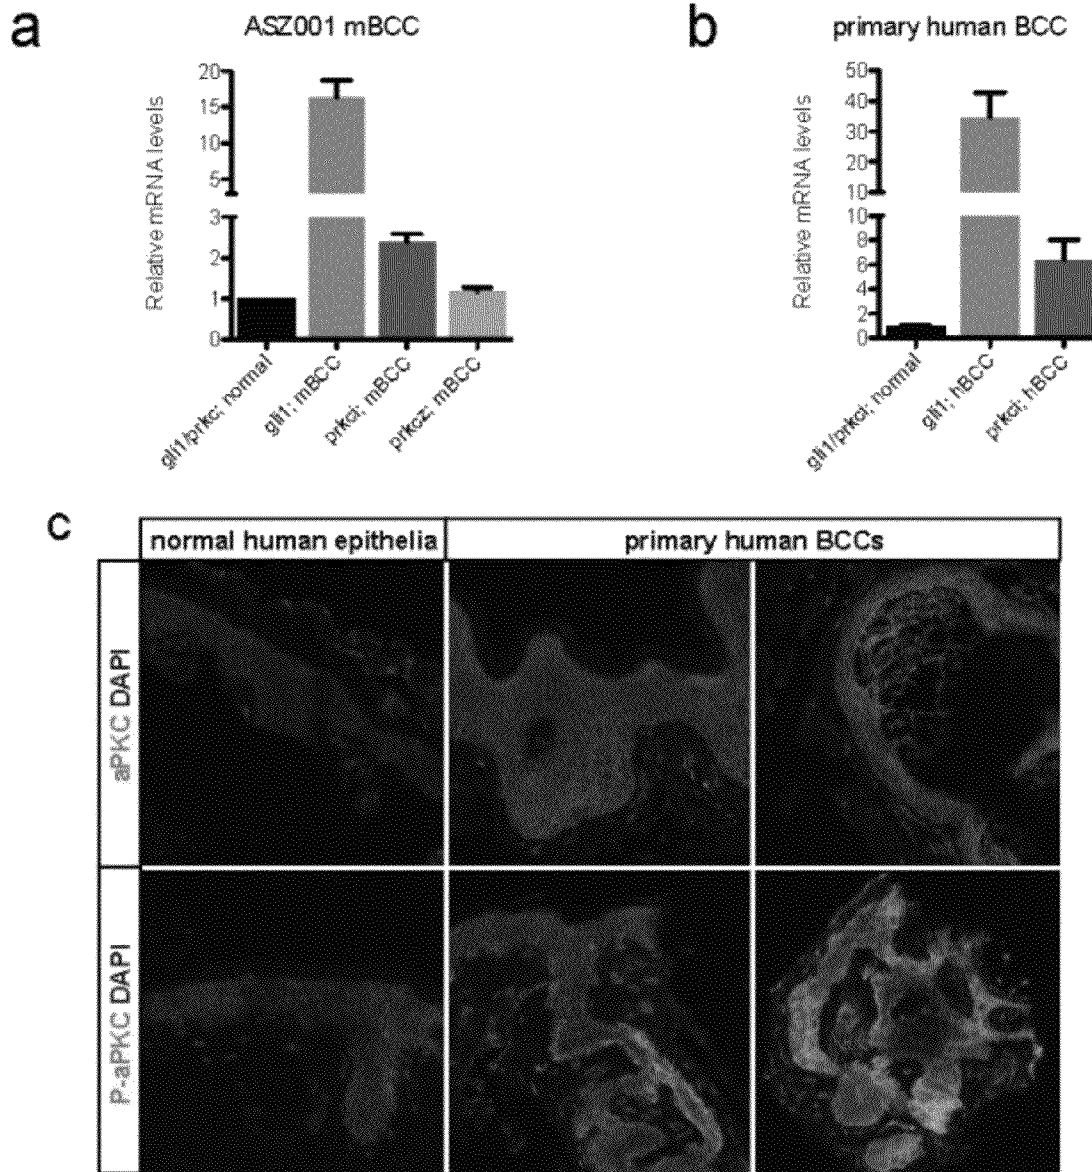 a
ASZ001 mBCC
Relative mRNA levels
20
15
10
5
3
2
1
0
gli1/prkc; normal
gli1; mBCC
prkci; mBCC
prkcz; mBCC
b
primary human BCC
Relative mRNA levels
50
40
30
20
10
10
8
6
4
2
0
gli1/prkci; normal
gli1; hBCC
prkci; hBCC
c
normal human epithelia
primary human BCCs
aPKC DAPI
P-aPKC DAPI